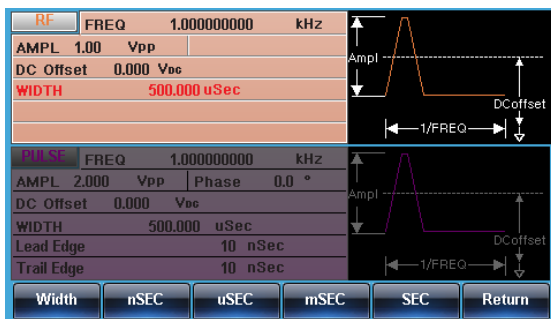 RF FREQ 1.000000000 kHz
AMPL 1.00 Vpp
DC Offset 0.000 VDC
WIDTH 500.000 uSec
Ampl
DCoffset
1/FREQ
PULSE FREQ 1.000000000 kHz
AMPL 2.000 Vpp Phase 0.0 °
DC Offset 0.000 VDC
WIDTH 500.000 uSec
Lead Edge 10 nSec
Trail Edge 10 nSec
Ampl
DCoffset
1/FREQ
Width nSEC uSEC mSEC SEC Return